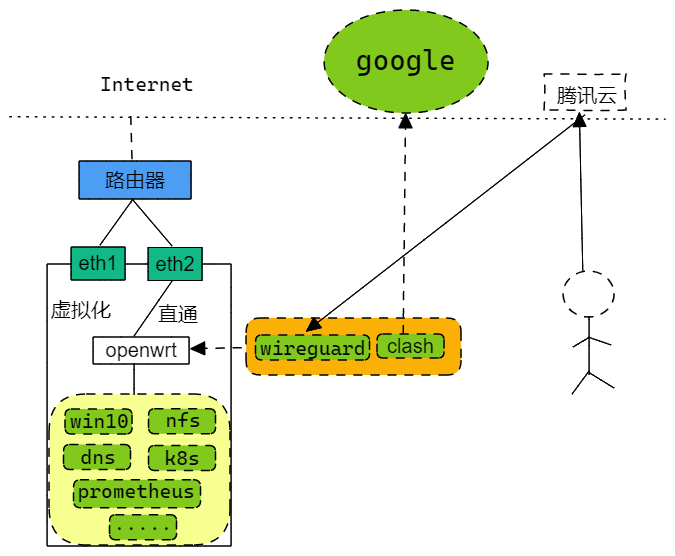 google
Internet
腾讯云
路由器
eth1
eth2
虚拟化
直通
openwrt
wireguard
clash
win10
nfs
dns
k8s
prometheus
.....